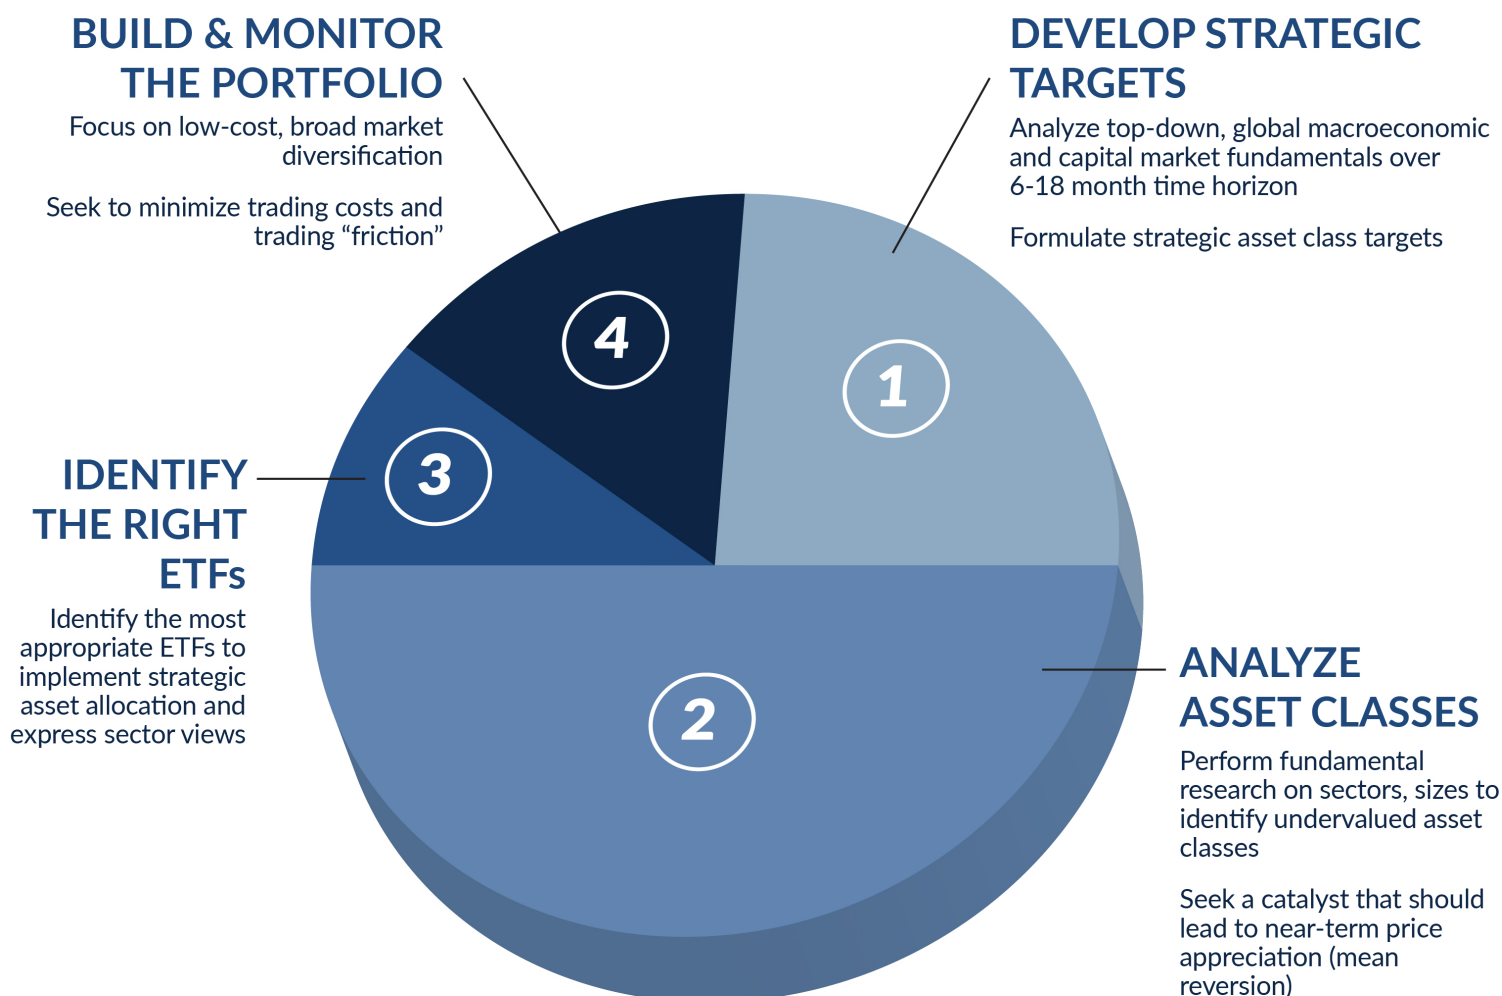 BUILD & MONITOR
THE PORTFOLIO
Focus on low-cost, broad market
diversification
Seek to minimize trading costs and
trading “friction”
DEVELOP STRATEGIC
TARGETS
Analyze top-down, global macroeconomic
and capital market fundamentals over
6-18 month time horizon
Formulate strategic asset class targets
4
1
3
2
IDENTIFY
THE RIGHT
ETFs
Identify the most
appropriate ETFs to
implement strategic
asset allocation and
express sector views
ANALYZE
ASSET CLASSES
Perform fundamental
research on sectors, sizes to
identify undervalued asset
classes
Seek a catalyst that should
lead to near-term price
appreciation (mean
reversion)